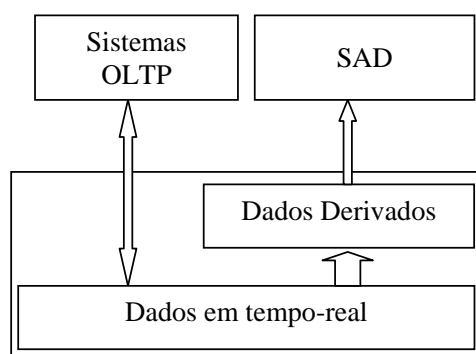 Sistemas
OLTP
SAD
Dados Derivados
Dados em tempo-real